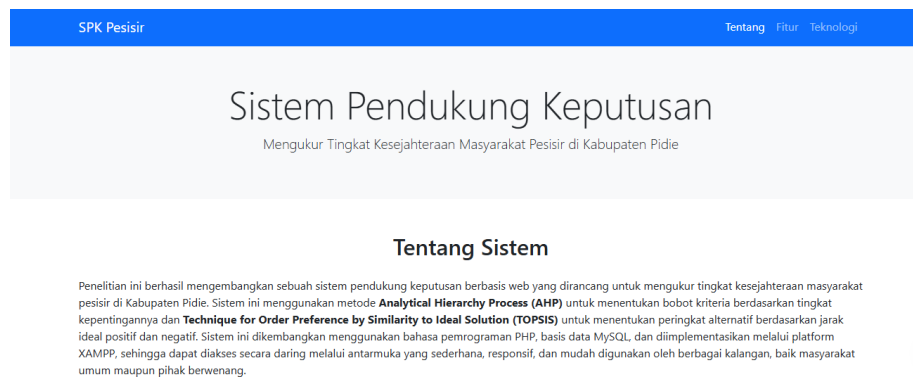 SPK Pesisir
Tentang Fitur Teknologi
Sistem Pendukung Keputusan
Mengukur Tingkat Kesejahteraan Masyarakat Pesisir di Kabupaten Pidie
Tentang Sistem
Penelitian ini berhasil mengembangkan sebuah sistem pendukung keputusan berbasis web yang dirancang untuk mengukur tingkat kesejahteraan masyarakat
pesisir di Kabupaten Pidie. Sistem ini menggunakan metode Analytical Hierarchy Process (AHP) untuk menentukan bobot kriteria berdasarkan tingkat
kepentingannya dan Technique for Order Preference by Similarity to Ideal Solution (TOPSIS) untuk menentukan peringkat alternatif berdasarkan jarak
ideal positif dan negatif. Sistem ini dikembangkan menggunakan bahasa pemrograman PHP, basis data MySQL, dan diimplementasikan melalui platform
XAMPP, sehingga dapat diakses secara daring melalui antarmuka yang sederhana, responsif, dan mudah digunakan oleh berbagai kalangan, baik masyarakat
umum maupun pihak berwenang.